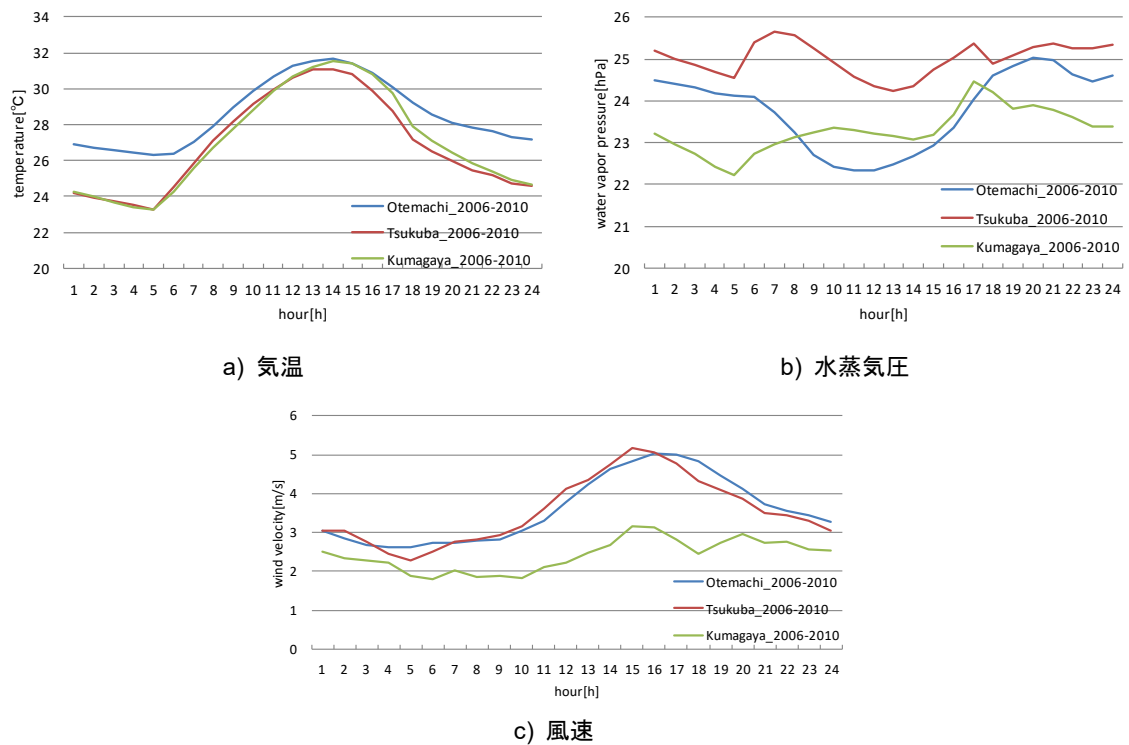 34
32
30
28
26
24
22
20
temperature[℃]
Otemachi_2006-2010
Tsukuba_2006-2010
Kumagaya_2006-2010
1 2 3 4 5 6 7 8 9 10 11 12 13 14 15 16 17 18 19 20 21 22 23 24
hour[h]
a) 気温
26
25
24
23
22
21
20
water vapor pressure[hPa]
Otemachi_2006-2010
Tsukuba_2006-2010
Kumagaya_2006-2010
1 2 3 4 5 6 7 8 9 10 11 12 13 14 15 16 17 18 19 20 21 22 23 24
hour[h]
b) 水蒸気圧
6
5
4
3
2
1
0
wind velocity[m/s]
Otemachi_2006-2010
Tsukuba_2006-2010
Kumagaya_2006-2010
1 2 3 4 5 6 7 8 9 10 11 12 13 14 15 16 17 18 19 20 21 22 23 24
hour[h]
c) 風速